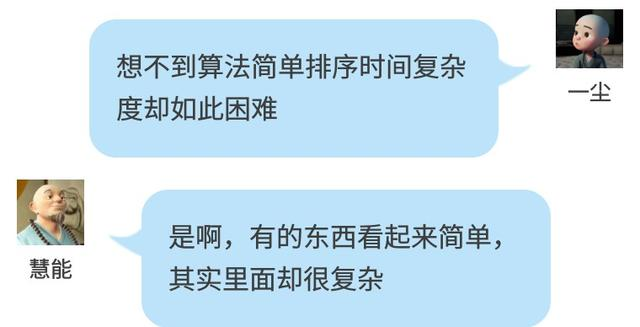 想不到算法简单排序时间复杂
度却如此困难
一尘
是啊，有的东西看起来简单，
其实里面却很复杂
慧能